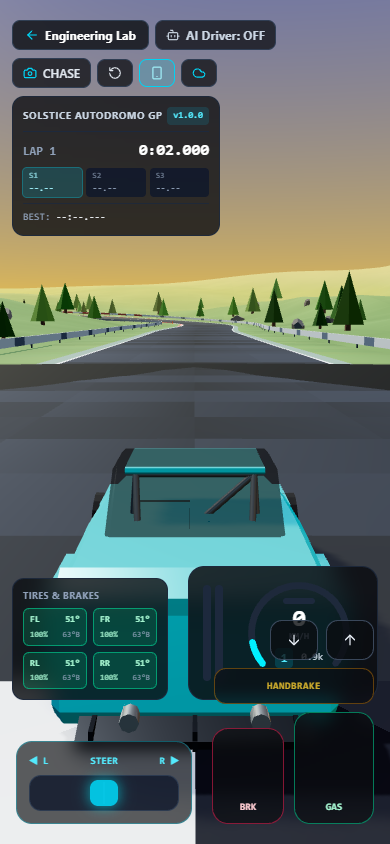 Engineering Lab
AI Driver: OFF
CHASE
SOLSTICE AUTODROMO GP v1.0.0
LAP 1 0:02.000
S1 S2 S3
--.-- --.-- --.--
BEST: --:--.---
TIRES & BRAKES
FL 51° FR 51°
100% 63°B 100% 63°B
RL 51° RR 51°
100% 63°B 100% 63°B
0
1
HANDBRAKE
◀ L STEER R ▶
BRK
GAS